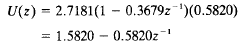 U(z) = 2.7181(1 - 0.3679z⁻¹)(0.5820)
= 1.5820 - 0.5820z⁻¹